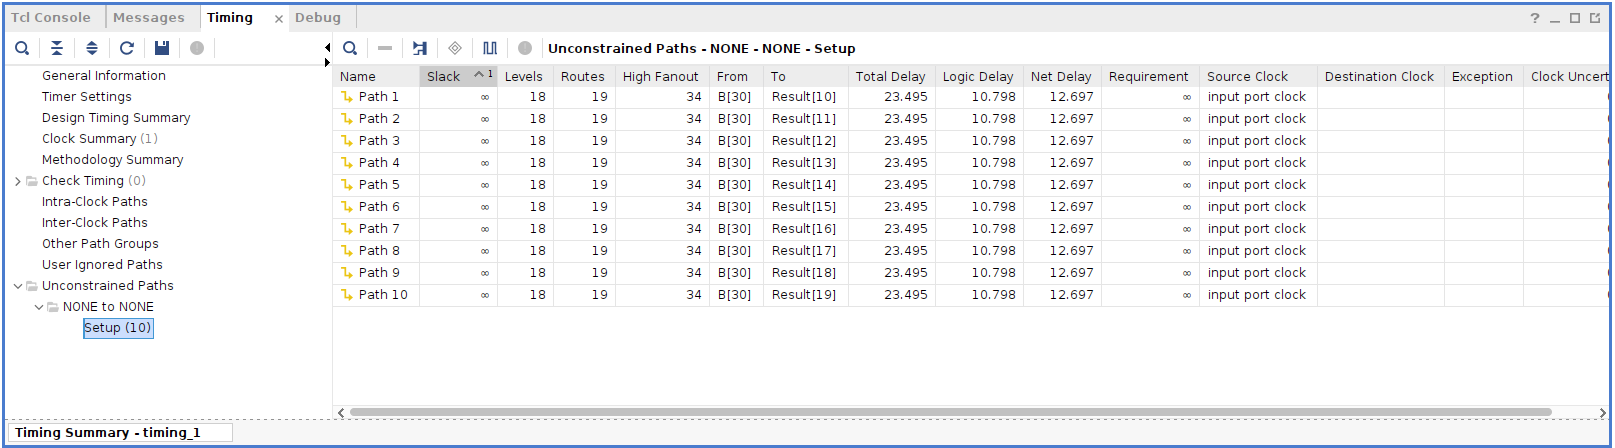 Tcl Console Messages Timing × Debug ?
Unconstrained Paths - NONE - NONE - Setup
General Information
Timer Settings
Design Timing Summary
Clock Summary (1)
Methodology Summary
Check Timing (0)
Intra-Clock Paths
Inter-Clock Paths
Other Path Groups
User Ignored Paths
Unconstrained Paths
NONE to NONE
Setup (10)
Name Slack 1 Levels Routes High Fanout From To Total Delay Logic Delay Net Delay Requirement Source Clock Destination Clock Exception Clock Uncert
Path 1 ∞ 18 19 34 B[30] Result[10] 23.495 10.798 12.697 ∞ input port clock
Path 2 ∞ 18 19 34 B[30] Result[11] 23.495 10.798 12.697 ∞ input port clock
Path 3 ∞ 18 19 34 B[30] Result[12] 23.495 10.798 12.697 ∞ input port clock
Path 4 ∞ 18 19 34 B[30] Result[13] 23.495 10.798 12.697 ∞ input port clock
Path 5 ∞ 18 19 34 B[30] Result[14] 23.495 10.798 12.697 ∞ input port clock
Path 6 ∞ 18 19 34 B[30] Result[15] 23.495 10.798 12.697 ∞ input port clock
Path 7 ∞ 18 19 34 B[30] Result[16] 23.495 10.798 12.697 ∞ input port clock
Path 8 ∞ 18 19 34 B[30] Result[17] 23.495 10.798 12.697 ∞ input port clock
Path 9 ∞ 18 19 34 B[30] Result[18] 23.495 10.798 12.697 ∞ input port clock
Path 10 ∞ 18 19 34 B[30] Result[19] 23.495 10.798 12.697 ∞ input port clock
Timing Summary - timing_1